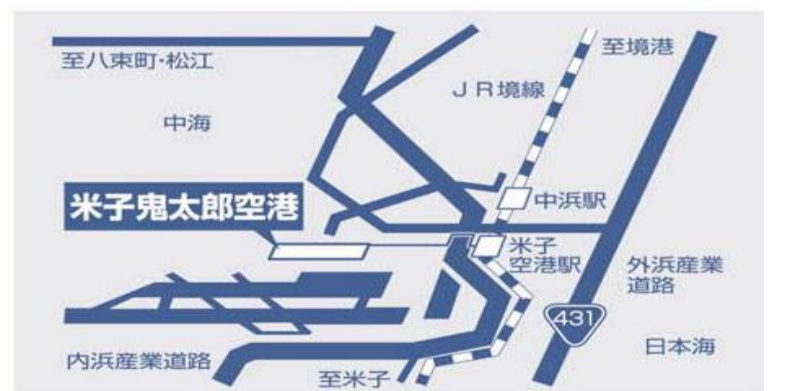 至八束町･松江
至境港
JR境線
中海
米子鬼太郎空港
中浜駅
米子
空港駅
外浜産業
道路
431
日本海
内浜産業道路
至米子